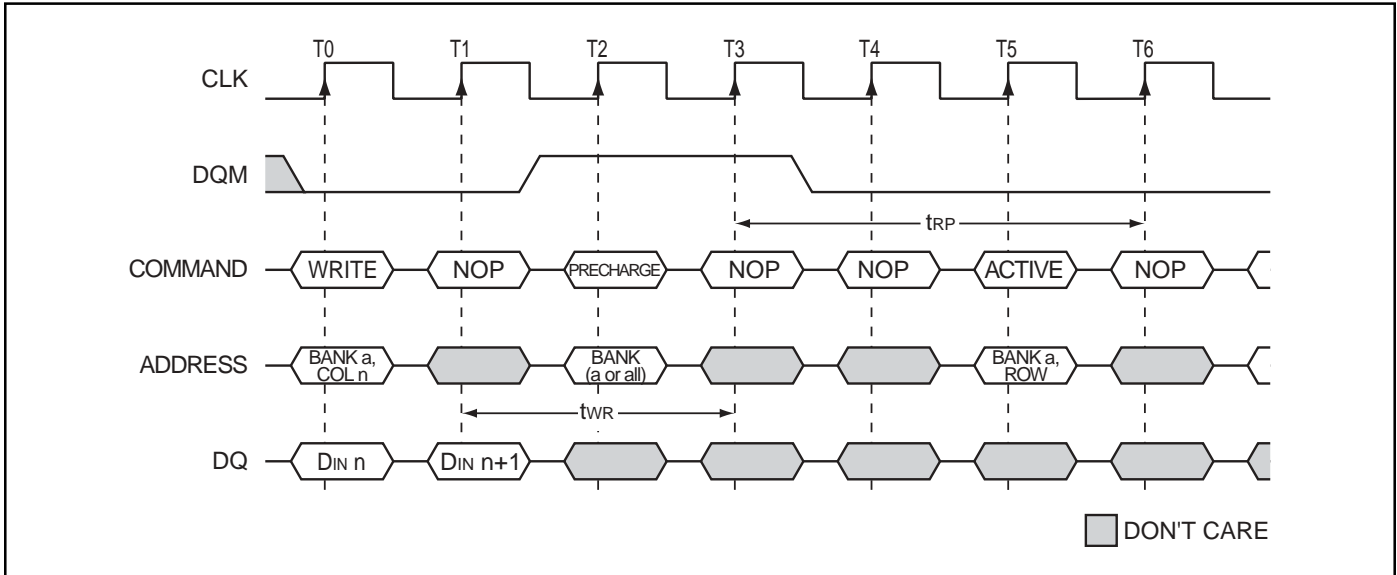 T0 T1 T2 T3 T4 T5 T6
CLK
DQM
tRP
COMMAND WRITE NOP PRECHARGE NOP NOP ACTIVE NOP
ADDRESS BANK a, COL n BANK (a or all) BANK a, ROW
tWR
DQ DIN n DIN n+1
DON'T CARE